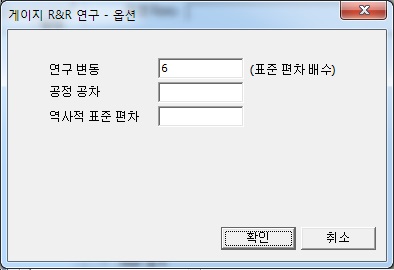 게이지 R&R 연구 - 옵션
연구 변동 6 (표준 편차 배수)
공정 공차
역사적 표준 편차
확인 취소